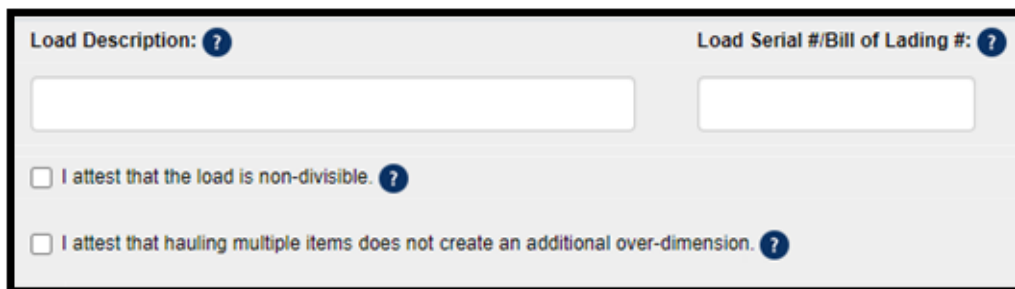 Load Description: ?
Load Serial #/Bill of Lading #: ?
I attest that the load is non-divisible. ?
I attest that hauling multiple items does not create an additional over-dimension. ?